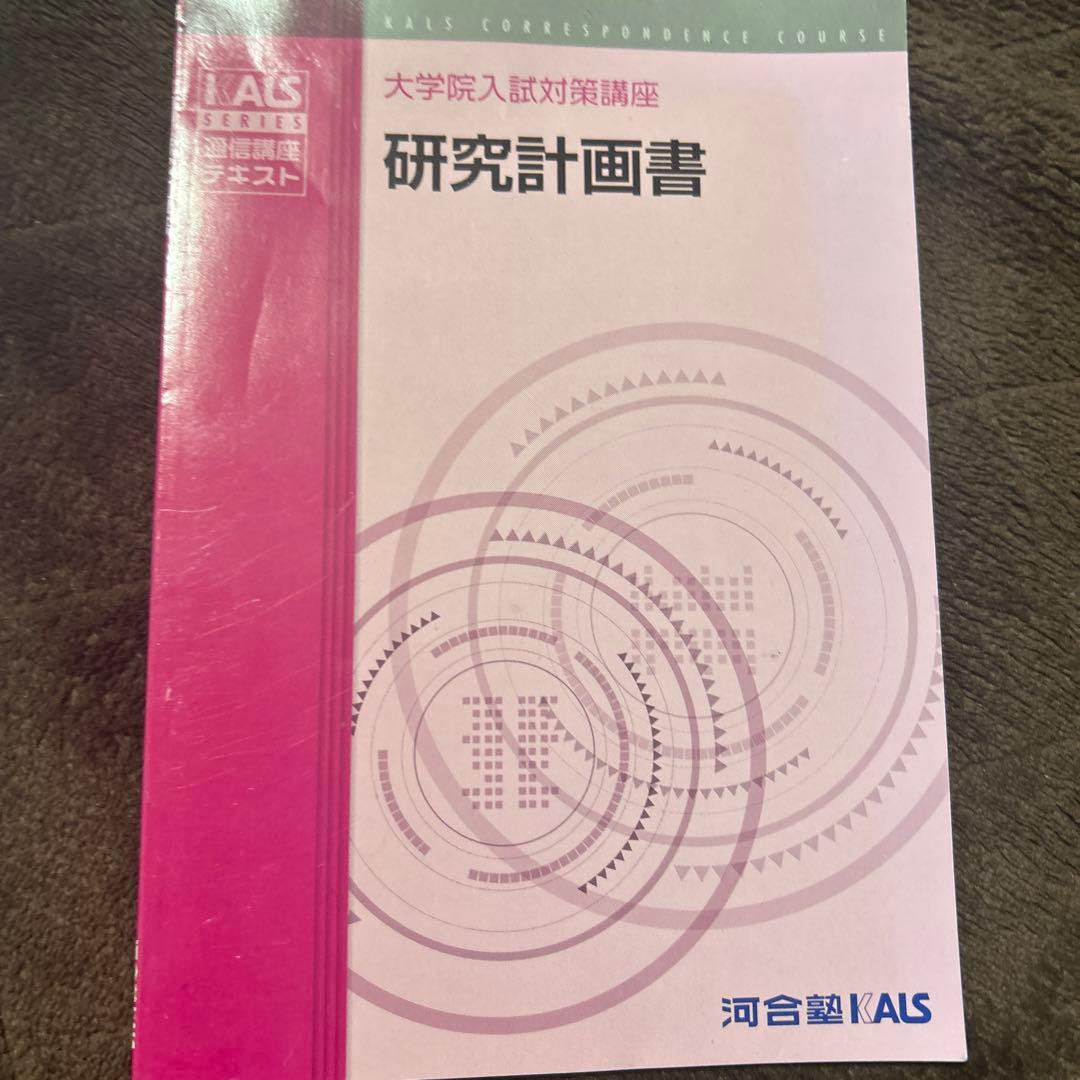 KALS CORRESPONDENCE COURSE
KALS
SERIES
通信講座
テキスト
大学院入試対策講座
研究計画書
河合塾KALS